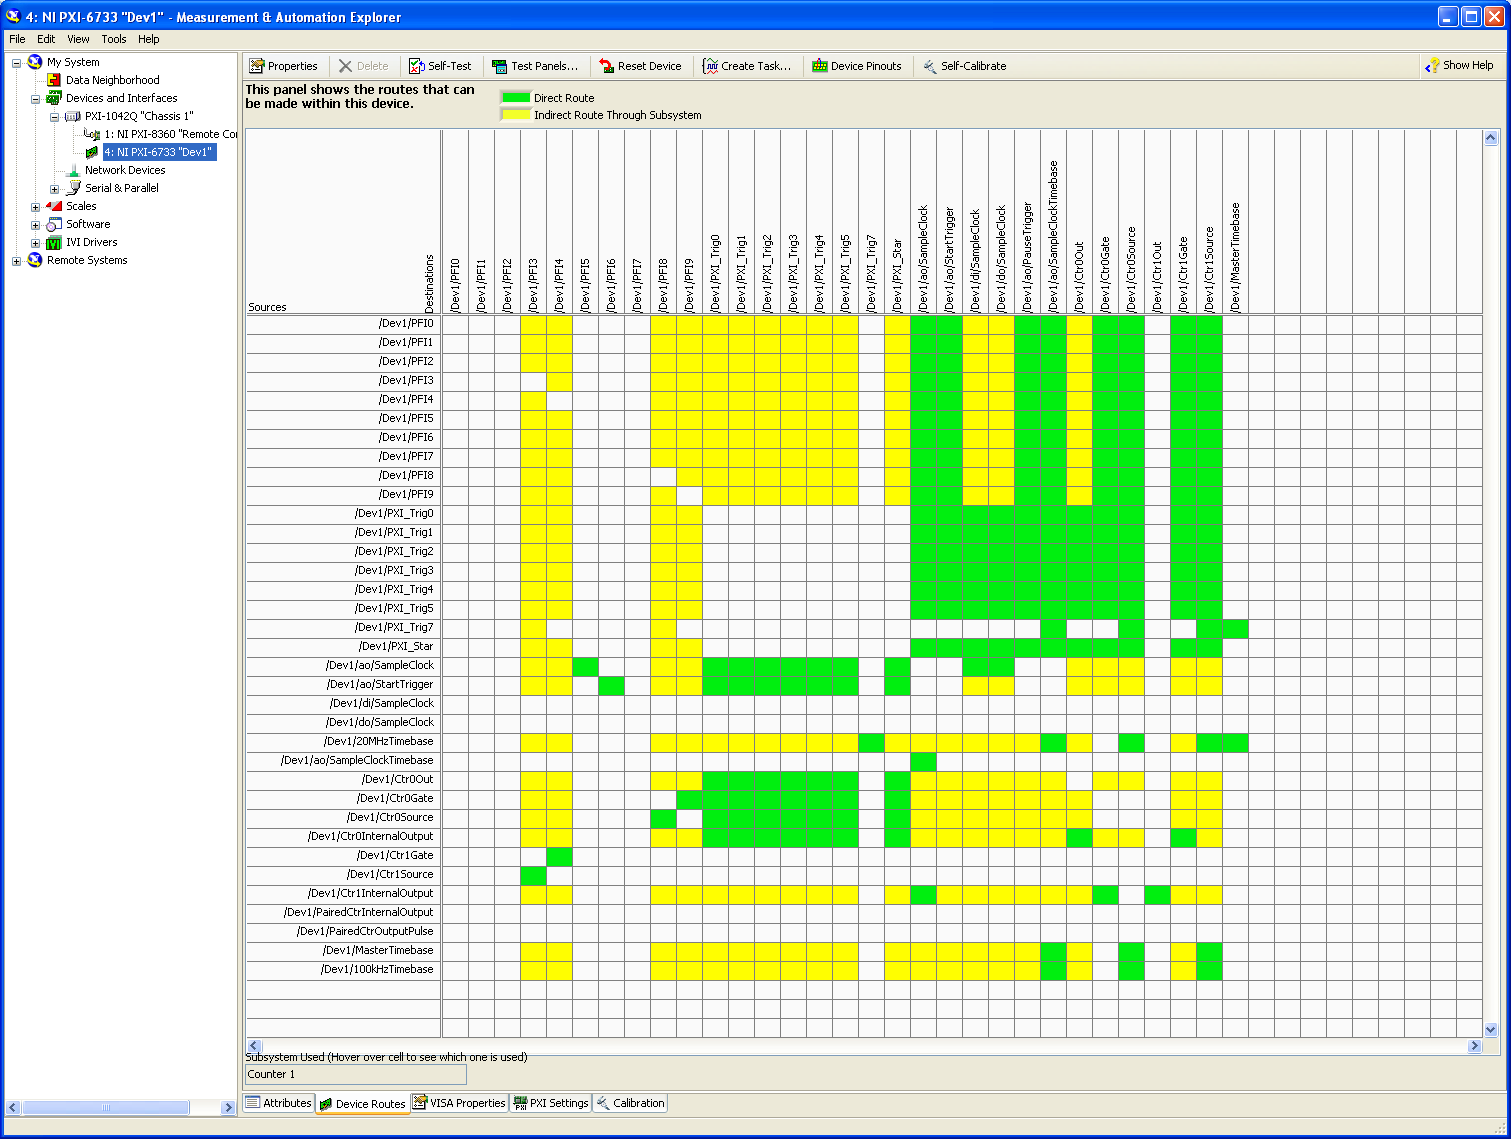 4: NI PXI-6733 "Dev1" - Measurement & Automation Explorer
File Edit View Tools Help
My System
Data Neighborhood
Devices and Interfaces
PXI-1042Q "Chassis 1"
1: NI PXI-8360 "Remote Co
4: NI PXI-6733 "Dev1"
Network Devices
Serial & Parallel
Scales
Software
IVI Drivers
Remote Systems
Properties Delete Self-Test Test Panels... Reset Device Create Task... Device Pinouts Self-Calibrate Show Help
This panel shows the routes that can
be made within this device.
Direct Route
Indirect Route Through Subsystem
Sources
Destinations
/Dev1/PFI0
/Dev1/PFI1
/Dev1/PFI2
/Dev1/PFI3
/Dev1/PFI4
/Dev1/PFI5
/Dev1/PFI6
/Dev1/PFI7
/Dev1/PFI8
/Dev1/PFI9
/Dev1/PXI_Trig0
/Dev1/PXI_Trig1
/Dev1/PXI_Trig2
/Dev1/PXI_Trig3
/Dev1/PXI_Trig4
/Dev1/PXI_Trig5
/Dev1/PXI_Trig7
/Dev1/PXI_Star
/Dev1/ao/SampleClock
/Dev1/ao/StartTrigger
/Dev1/di/SampleClock
/Dev1/do/SampleClock
/Dev1/ao/PauseTrigger
/Dev1/ao/SampleClockTimebase
/Dev1/Ctr0Out
/Dev1/Ctr0Gate
/Dev1/Ctr0Source
/Dev1/Ctr1Out
/Dev1/Ctr1Gate
/Dev1/Ctr1Source
/Dev1/MasterTimebase
/Dev1/PFI0
/Dev1/PFI1
/Dev1/PFI2
/Dev1/PFI3
/Dev1/PFI4
/Dev1/PFI5
/Dev1/PFI6
/Dev1/PFI7
/Dev1/PFI8
/Dev1/PFI9
/Dev1/PXI_Trig0
/Dev1/PXI_Trig1
/Dev1/PXI_Trig2
/Dev1/PXI_Trig3
/Dev1/PXI_Trig4
/Dev1/PXI_Trig5
/Dev1/PXI_Trig7
/Dev1/PXI_Star
/Dev1/ao/SampleClock
/Dev1/ao/StartTrigger
/Dev1/di/SampleClock
/Dev1/do/SampleClock
/Dev1/20MHzTimebase
/Dev1/ao/SampleClockTimebase
/Dev1/Ctr0Out
/Dev1/Ctr0Gate
/Dev1/Ctr0Source
/Dev1/Ctr0InternalOutput
/Dev1/Ctr1Gate
/Dev1/Ctr1Source
/Dev1/Ctr1InternalOutput
/Dev1/PairedCtrInternalOutput
/Dev1/PairedCtrOutputPulse
/Dev1/MasterTimebase
/Dev1/100kHzTimebase
Subsystem Used (Hover over cell to see which one is used)
Counter 1
Attributes Device Routes VISA Properties PXI Settings Calibration